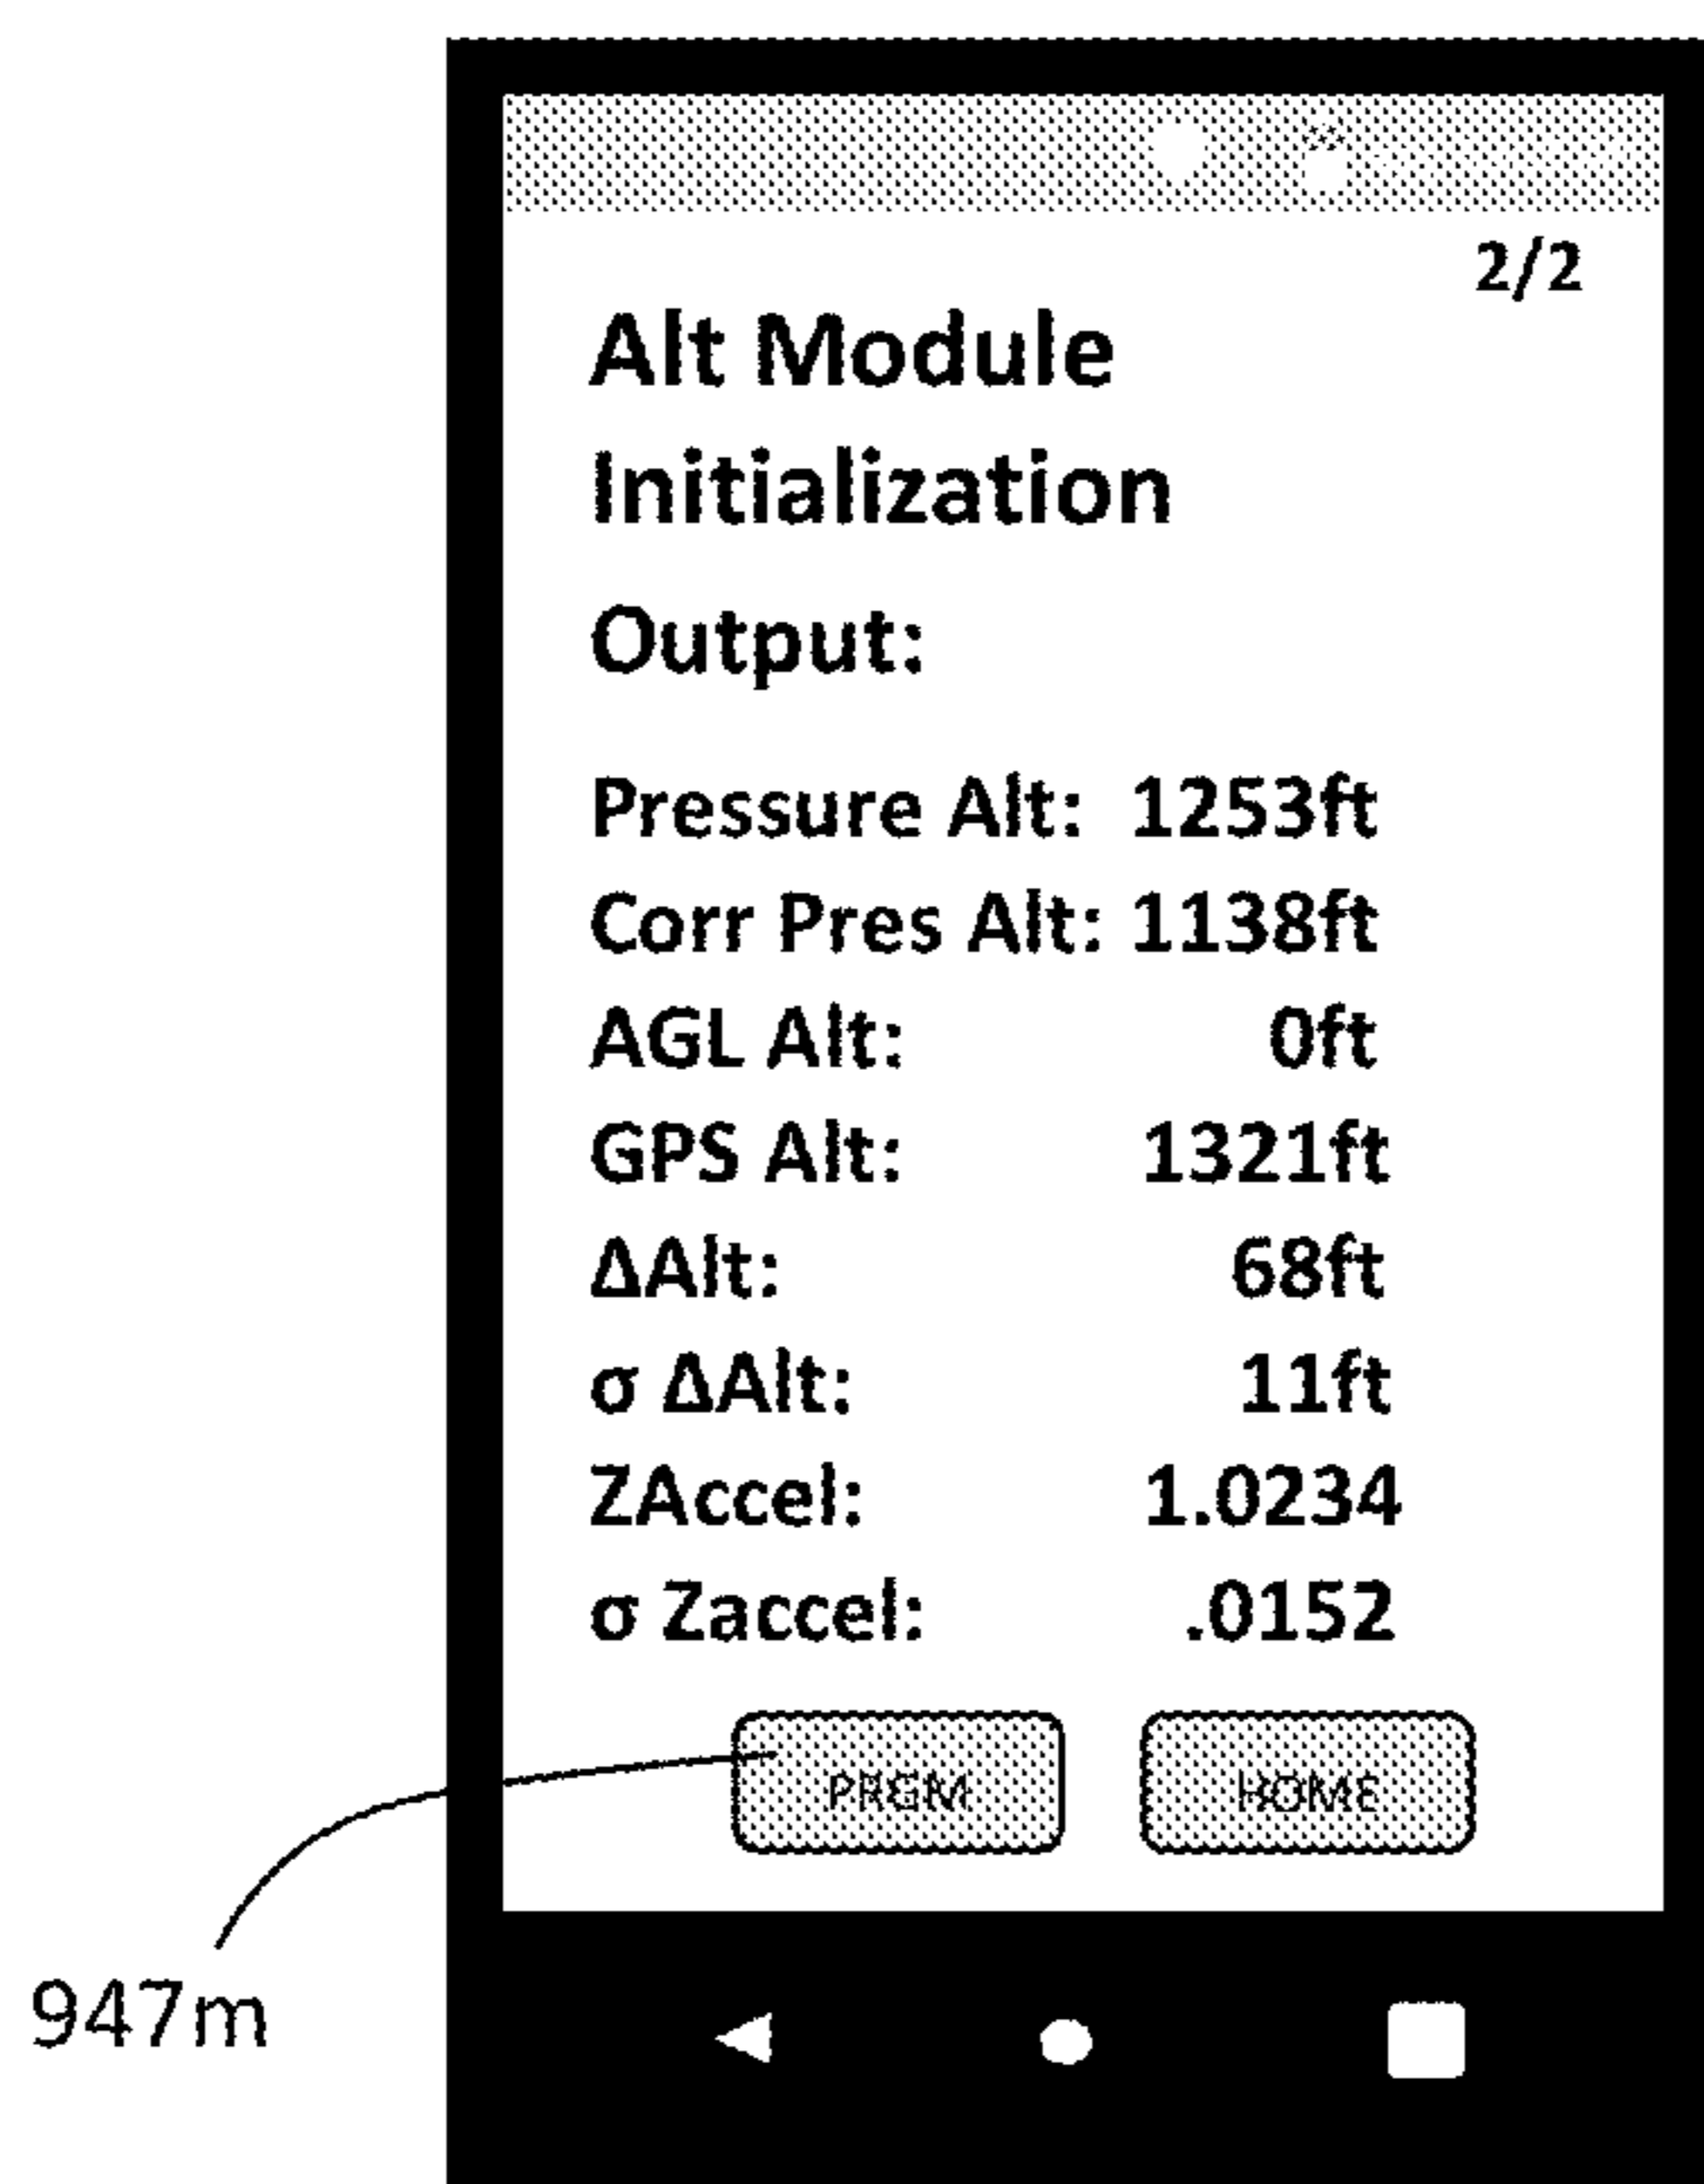 2/2
Alt Module
Initialization
Output:
Pressure Alt: 1253ft
Corr Pres Alt: 1138ft
AGL Alt: 0ft
GPS Alt: 1321ft
ΔAlt: 68ft
σ ΔAlt: 11ft
ZAccel: 1.0234
σ Zaccel: .0152
PRGM HOME
947m